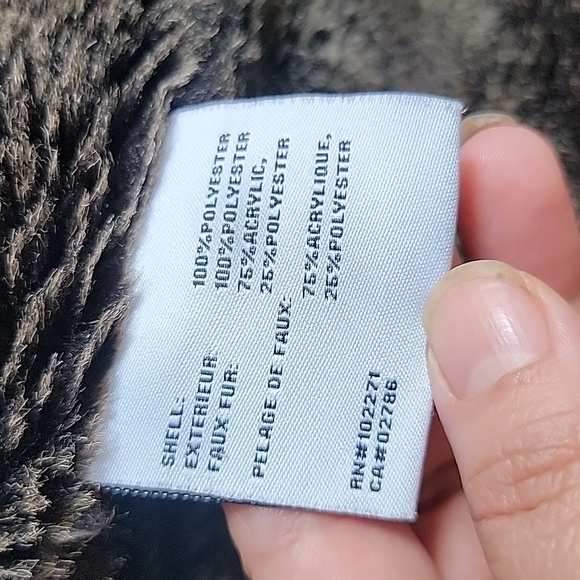 SHELL: 100%POLYESTER
EXTERIEUR 100%POLYESTER
FAUX FUR: 75%ACRYLIC,
25%POLYESTER
PELAGE DE FAUX:
75%ACRYLIQUE,
25%POLYESTER
RN#102271
CA#02786